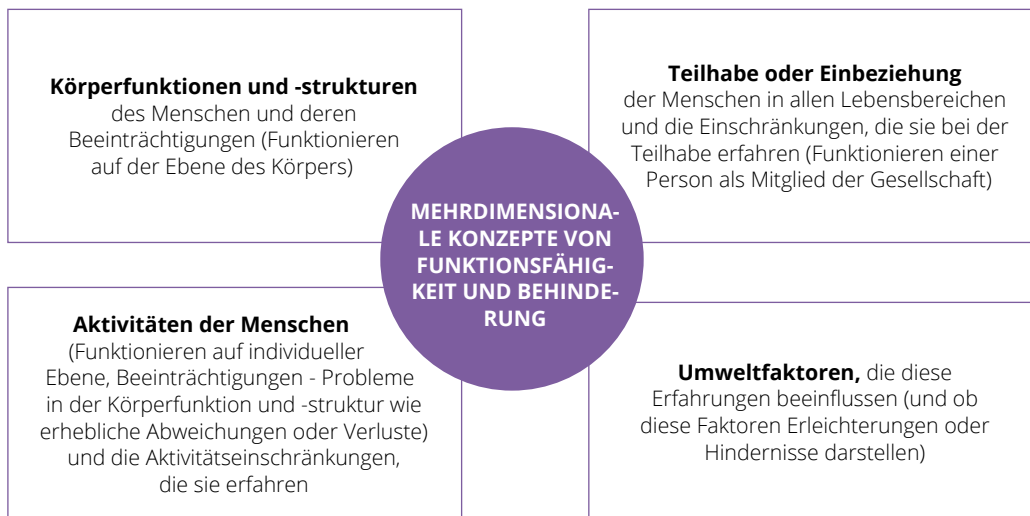 Körperfunktionen und -strukturen
des Menschen und deren
Beeinträchtigungen (Funktionieren
auf der Ebene des Körpers)
Teilhabe oder Einbeziehung
der Menschen in allen Lebensbereichen
und die Einschränkungen, die sie bei der
Teilhabe erfahren (Funktionieren einer
Person als Mitglied der Gesellschaft)
MEHRDIMENSIONA-
LE KONZEPTE VON
FUNKTIONSFÄHIG-
KEIT UND BEHINDE-
RUNG
Aktivitäten der Menschen
(Funktionieren auf individueller
Ebene, Beeinträchtigungen - Probleme
in der Körperfunktion und -struktur wie
erhebliche Abweichungen oder Verluste)
und die Aktivitätseinschränkungen,
die sie erfahren
Umweltfaktoren, die diese
Erfahrungen beeinflussen (und ob
diese Faktoren Erleichterungen oder
Hindernisse darstellen)